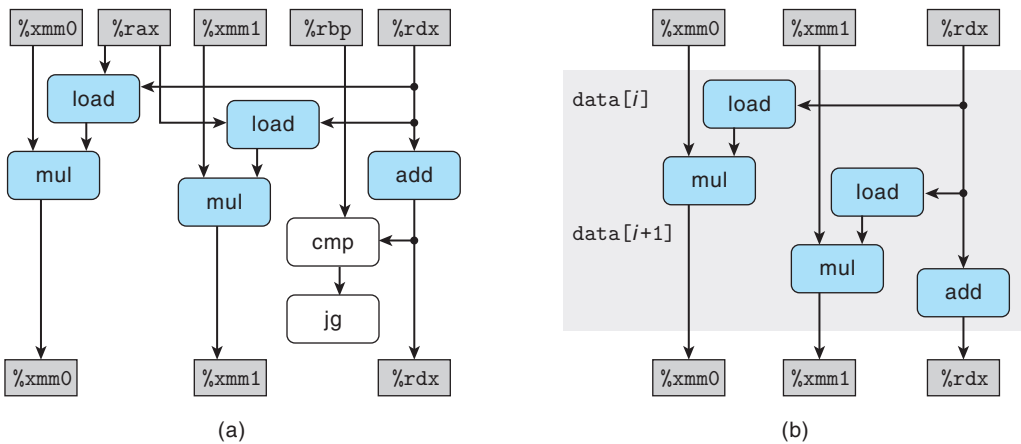 %xmm0 %rax %xmm1 %rbp %rdx
load
load
mul
add
mul
cmp
jg
%xmm0 %xmm1 %rdx
(a)
%xmm0 %xmm1 %rdx
data[i]
load
mul
load
data[i+1]
mul
add
%xmm0 %xmm1 %rdx
(b)